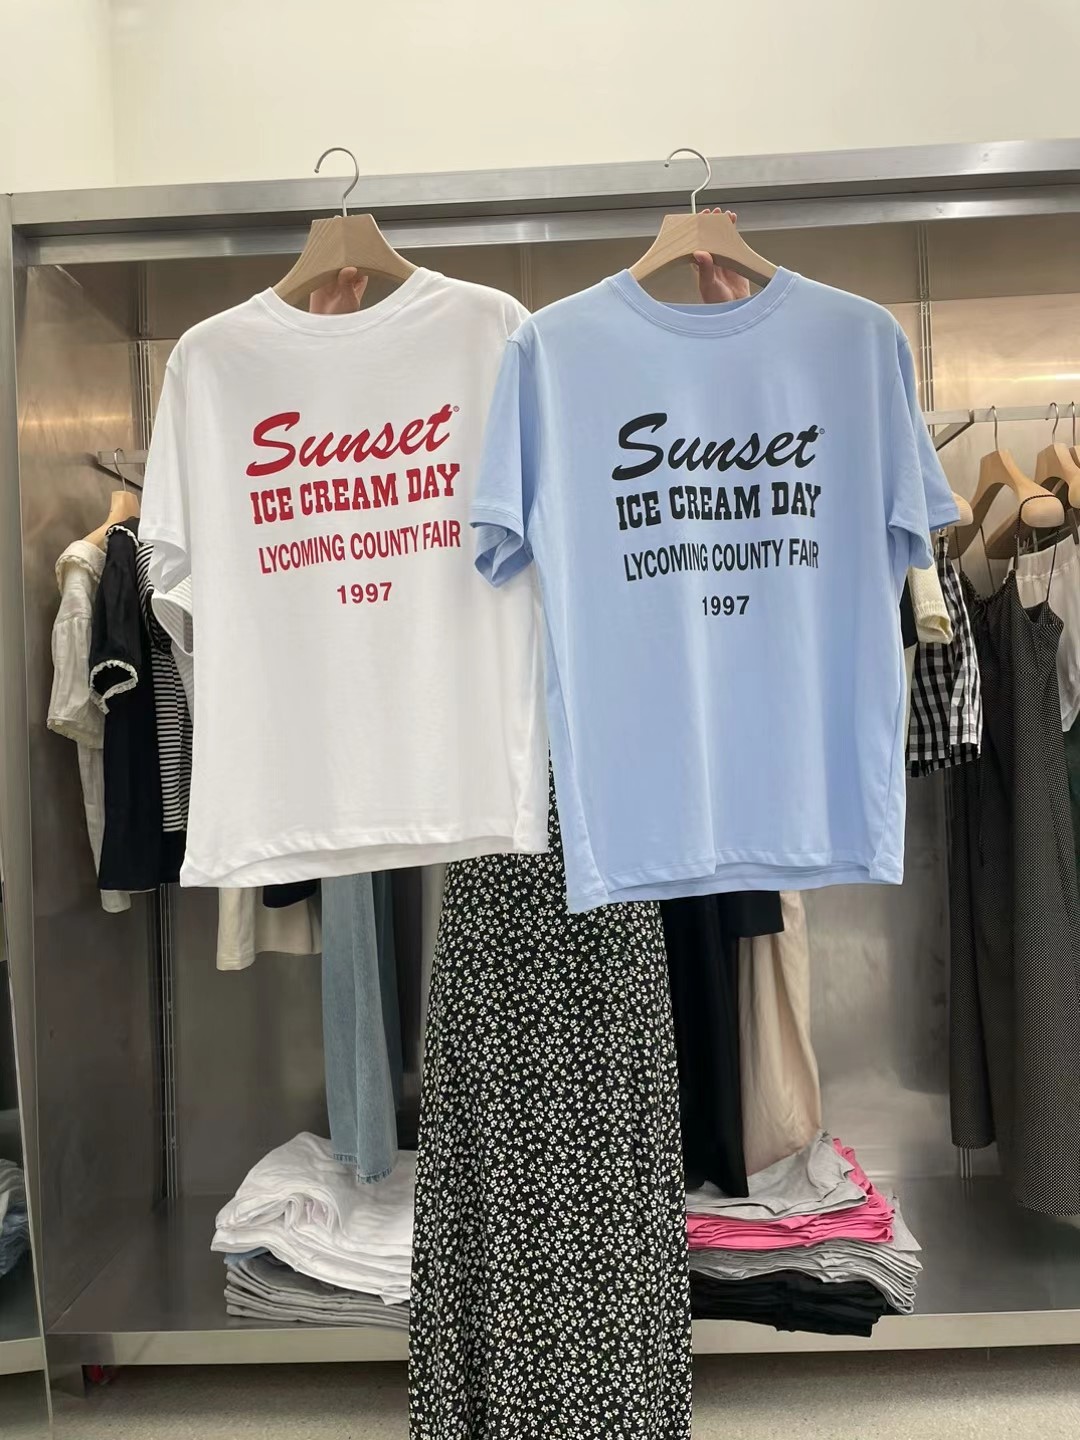 Sunset®
ICE CREAM DAY
LYCOMING COUNTY FAIR
1997
Sunset®
ICE CREAM DAY
LYCOMING COUNTY FAIR
1997